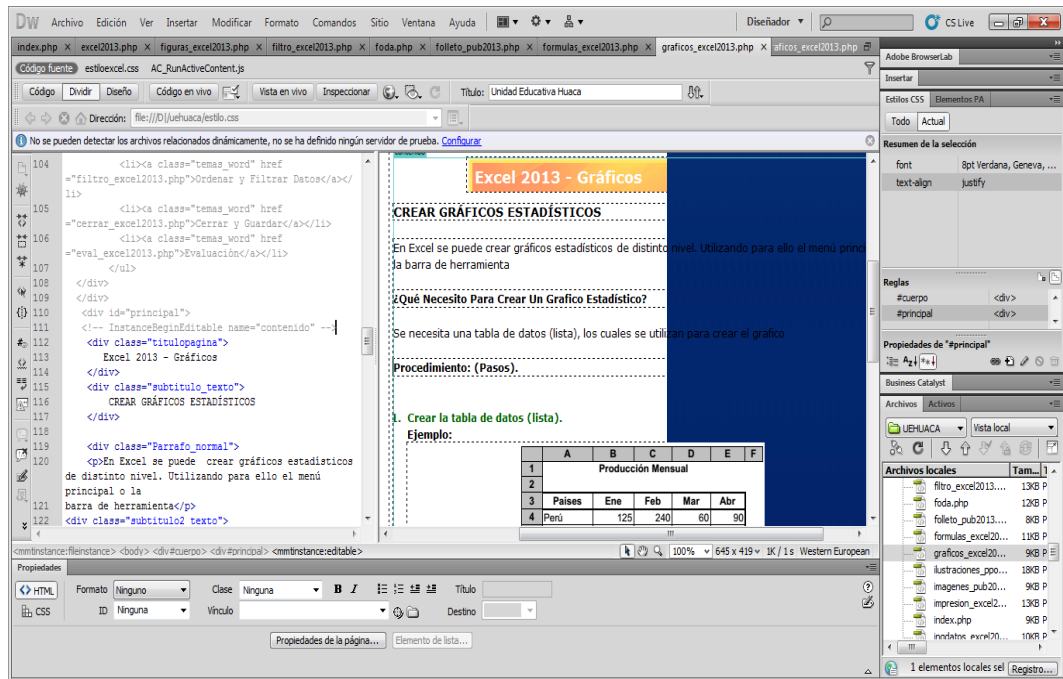 DW Archivo Edición Ver Insertar Modificar Formato Comandos Sitio Ventana Ayuda Diseñador CS Live
index.php × excel2013.php × figuras_excel2013.php × filtro_excel2013.php × foda.php × folleto_pub2013.php × formulas_excel2013.php × graficos_excel2013.php × aficos_excel2013.php
Código fuente estiloexcel.css AC_RunActiveContent.js
Código Dividir Diseño Código en vivo Vista en vivo Inspeccionar Título: Unidad Educativa Huaca
Dirección: file:///D|/uehuaca/estilo.css
No se pueden detectar los archivos relacionados dinámicamente, no se ha definido ningún servidor de prueba. Configurar
104 <li><a class="temas_word" href
="filtro_excel2013.php">Ordenar y Filtrar Datos</a></
li>
105 <li><a class="temas_word" href
="cerrar_excel2013.php">Cerrar y Guardar</a></li>
106 <li><a class="temas_word" href
="eval_excel2013.php">Evaluación</a></li>
107 </ul>
108 </div>
109 </div>
110 <div id="principal">
111 <!-- InstanceBeginEditable name="contenido" -->
112 <div class="titulopagina">
113 Excel 2013 - Gráficos
114 </div>
115 <div class="subtitulo_texto">
116 CREAR GRÁFICOS ESTADÍSTICOS
117 </div>
118
119 <div class="Parrafo_normal">
120 <p>En Excel se puede crear gráficos estadísticos
de distinto nivel. Utilizando para ello el menú
principal o la
121 barra de herramienta</p>
122 <div class="subtitulo2_texto">
contenido
Excel 2013 - Gráficos
CREAR GRÁFICOS ESTADÍSTICOS
En Excel se puede crear gráficos estadísticos de distinto nivel. Utilizando para ello el menú princi
la barra de herramienta
¿Qué Necesito Para Crear Un Grafico Estadístico?
Se necesita una tabla de datos (lista), los cuales se utilizan para crear el grafico
Procedimiento: (Pasos).
1. Crear la tabla de datos (lista).
Ejemplo:
A B C D E F
1 Producción Mensual
2
3 Paises Ene Feb Mar Abr
4 Perú 125 240 60 90
<mmtinstance:fileinstance> <body> <div#cuerpo> <div#principal> <mmtinstance:editable> 100% 645 x 419 1K / 1 s Western European
Propiedades
<> HTML Formato Ninguno Clase Ninguna B I Título
CSS ID Ninguna Vínculo Destino
Propiedades de la página... Elemento de lista...
Adobe BrowserLab
Insertar
Estilos CSS Elementos PA
Todo Actual
Resumen de la selección
font 8pt Verdana, Geneva, ...
text-align justify
Reglas
#cuerpo <div>
#principal <div>
Propiedades de "#principal"
Business Catalyst
Archivos Activos
UEHUACA Vista local
Archivos locales Tam... T
filtro_excel2013.... 13KB P
foda.php 12KB P
folleto_pub2013.... 8KB P
formulas_excel20... 11KB P
graficos_excel20... 9KB P
ilustraciones_ppo... 18KB P
imagenes_pub20... 9KB P
impresion_excel2... 13KB P
index.php 9KB P
ingdatos_excel20... 10KB P
1 elementos locales sel Registro...